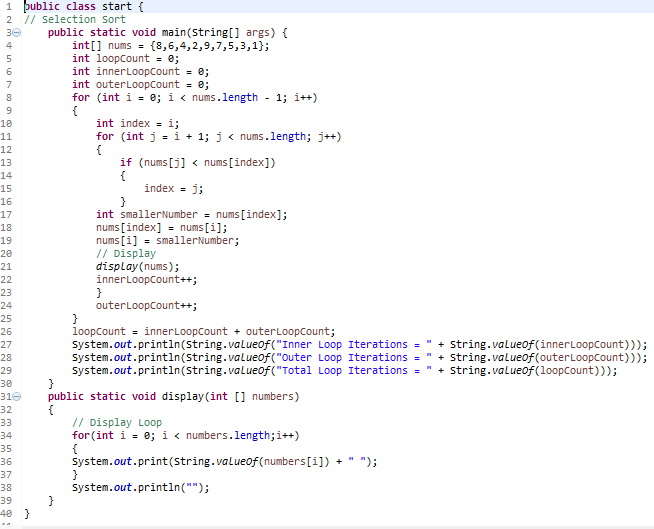 1 public class start {
2 // Selection Sort
3 public static void main(String[] args) {
4 int[] nums = {8,6,4,2,9,7,5,3,1};
5 int loopCount = 0;
6 int innerLoopCount = 0;
7 int outerLoopCount = 0;
8 for (int i = 0; i < nums.length - 1; i++)
9 {
10 int index = i;
11 for (int j = i + 1; j < nums.length; j++)
12 {
13 if (nums[j] < nums[index])
14 {
15 index = j;
16 }
17 int smallerNumber = nums[index];
18 nums[index] = nums[i];
19 nums[i] = smallerNumber;
20 // Display
21 display(nums);
22 innerLoopCount++;
23 }
24 outerLoopCount++;
25 }
26 loopCount = innerLoopCount + outerLoopCount;
27 System.out.println(String.valueOf("Inner Loop Iterations = " + String.valueOf(innerLoopCount)));
28 System.out.println(String.valueOf("Outer Loop Iterations = " + String.valueOf(outerLoopCount)));
29 System.out.println(String.valueOf("Total Loop Iterations = " + String.valueOf(loopCount)));
30 }
31 public static void display(int [] numbers)
32 {
33 // Display Loop
34 for(int i = 0; i < numbers.length;i++)
35 {
36 System.out.print(String.valueOf(numbers[i]) + " ");
37 }
38 System.out.println("");
39 }
40 }